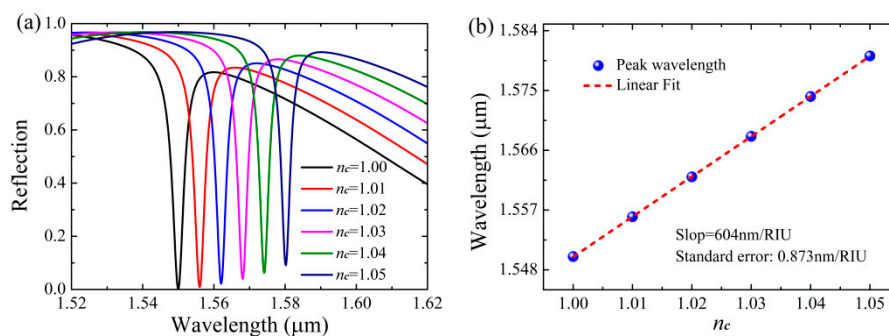 (a)
Reflection
1.0
0.8
0.6
0.4
0.2
0.0
nc=1.00
nc=1.01
nc=1.02
nc=1.03
nc=1.04
nc=1.05
1.52 1.54 1.56 1.58 1.60 1.62
Wavelength (μm)
(b)
Wavelength (μm)
1.584
1.575
1.566
1.557
1.548
Peak wavelength
Linear Fit
Slop=604nm/RIU
Standard error: 0.873nm/RIU
1.00 1.01 1.02 1.03 1.04 1.05
nc